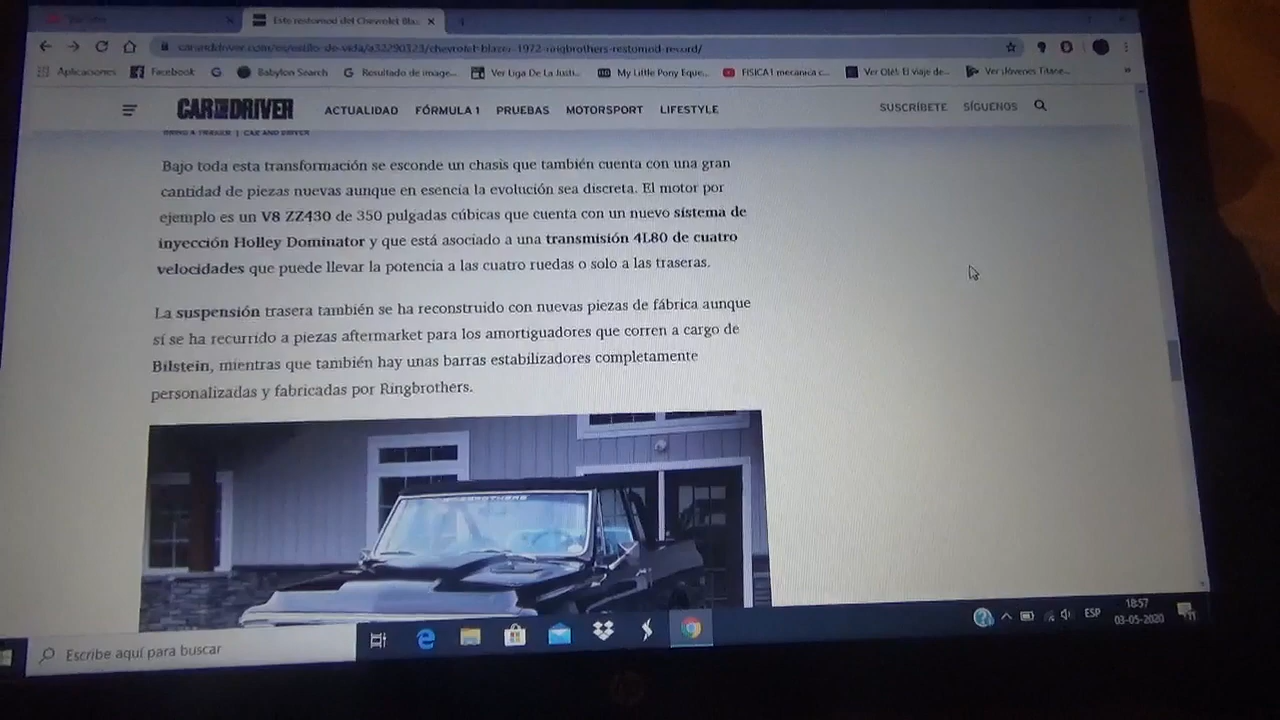 Este restomod del Chevrolet Blaz
caranddriver.com/es/estilo-de-vida/a32290323/chevrolet-blazer-1972-ringbrothers-restomod-record/
Aplicaciones
Facebook
Babylon Search
Resultado de image...
Ver Liga De La Justi...
My Little Pony Eque...
FISICA1 mecanica c...
Ver Olét: El viaje de...
Ver Jóvenes Titane...
CAR AND DRIVER
ACTUALIDAD FÓRMULA 1 PRUEBAS MOTORSPORT LIFESTYLE
SUSCRÍBETE SÍGUENOS
BRING A TRAILER | CAR AND DRIVER
Bajo toda esta transformación se esconde un chasis que también cuenta con una gran
cantidad de piezas nuevas aunque en esencia la evolución sea discreta. El motor por
ejemplo es un V8 ZZ430 de 350 pulgadas cúbicas que cuenta con un nuevo sistema de
inyección Holley Dominator y que está asociado a una transmisión 4L80 de cuatro
velocidades que puede llevar la potencia a las cuatro ruedas o solo a las traseras.
La suspensión trasera también se ha reconstruido con nuevas piezas de fábrica aunque
sí se ha recurrido a piezas aftermarket para los amortiguadores que corren a cargo de
Bilstein, mientras que también hay unas barras estabilizadores completamente
personalizadas y fabricadas por Ringbrothers.
Escribe aquí para buscar
ESP
18:57
03-05-2020